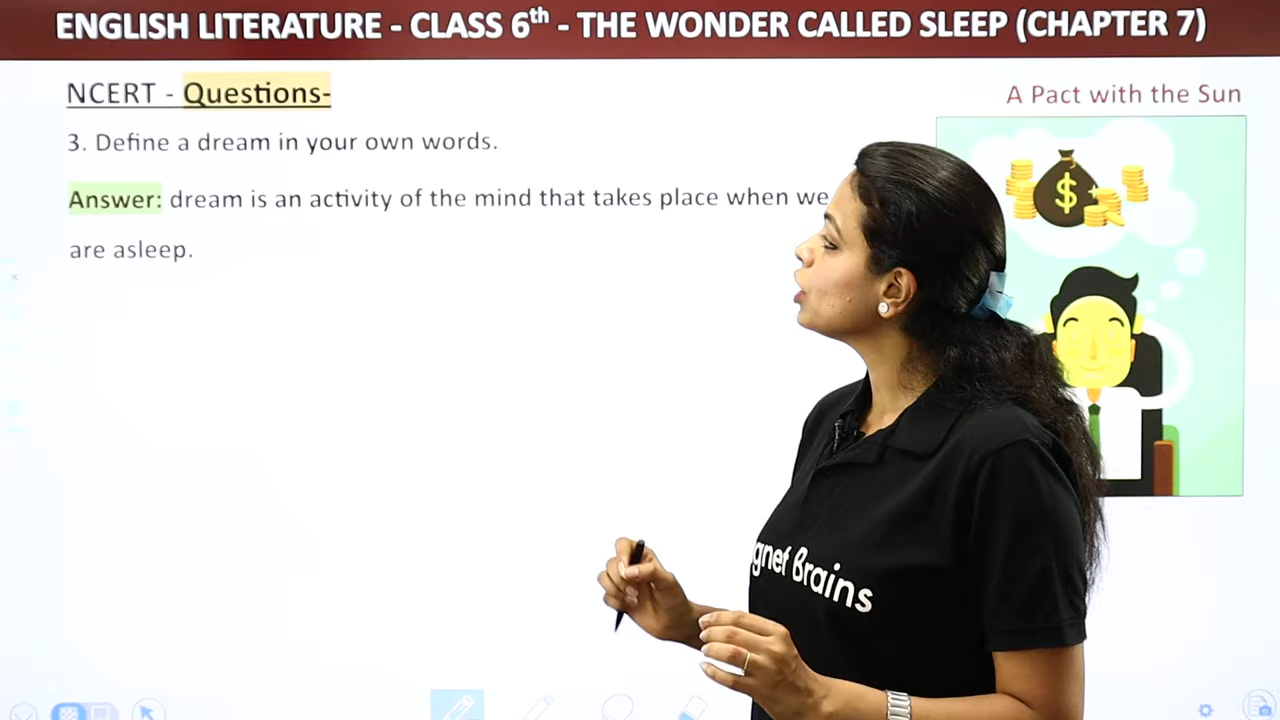 ENGLISH LITERATURE - CLASS 6th - THE WONDER CALLED SLEEP (CHAPTER 7)
NCERT - Questions-
A Pact with the Sun
3. Define a dream in your own words.
Answer: dream is an activity of the mind that takes place when we
are asleep.
$
gnet Brains